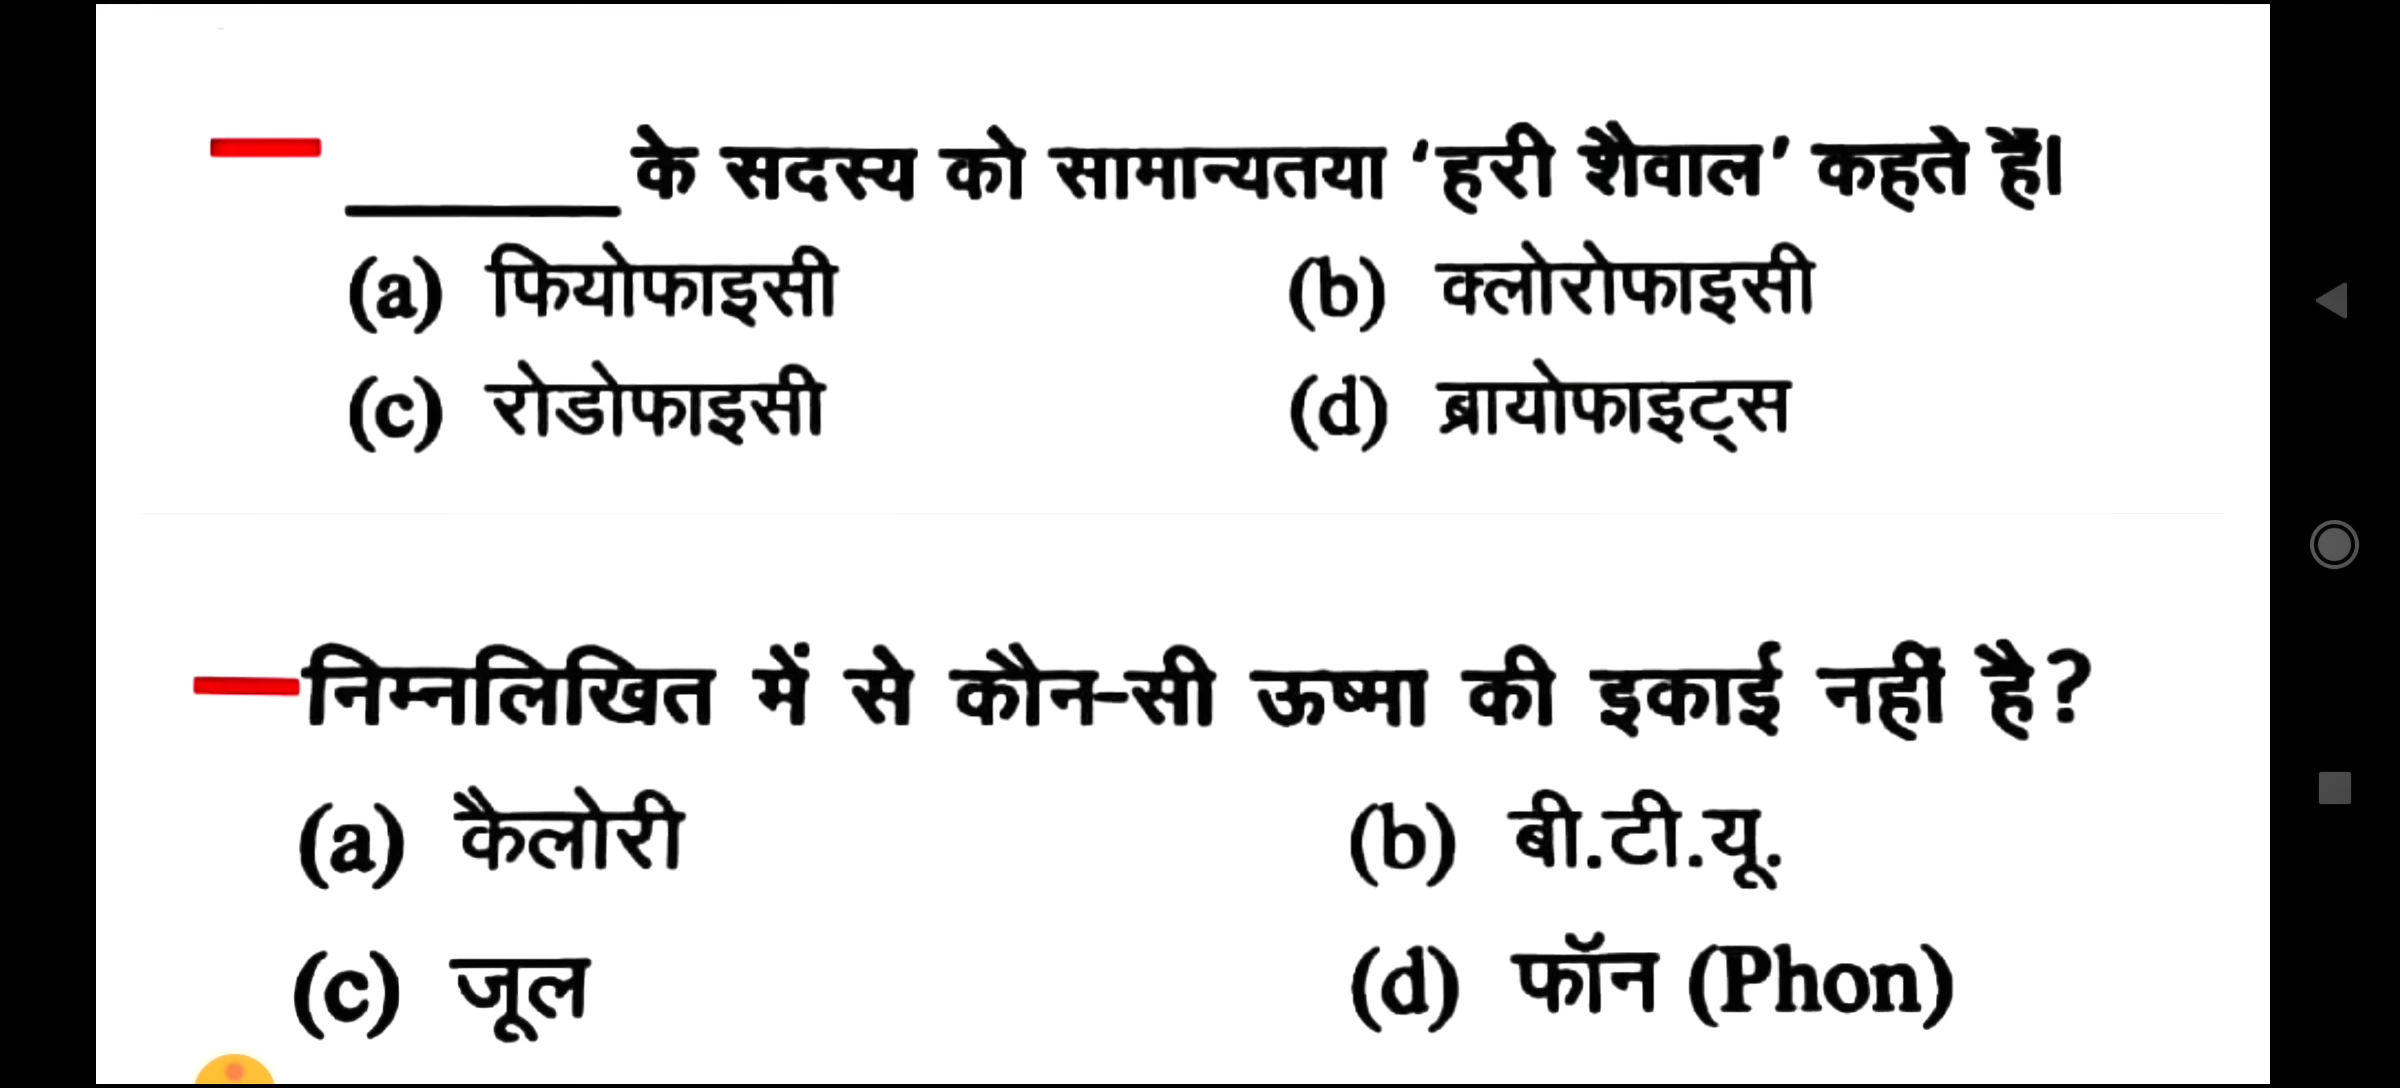 ________ के सदस्य को सामान्यतया ‘हरी शैवाल’ कहते हैं।
(a) फियोफाइसी (b) क्लोरोफाइसी
(c) रोडोफाइसी (d) ब्रायोफाइट्स
निम्नलिखित में से कौन-सी ऊष्मा की इकाई नहीं है?
(a) कैलोरी (b) बी.टी.यू.
(c) जूल (d) फॉन (Phon)